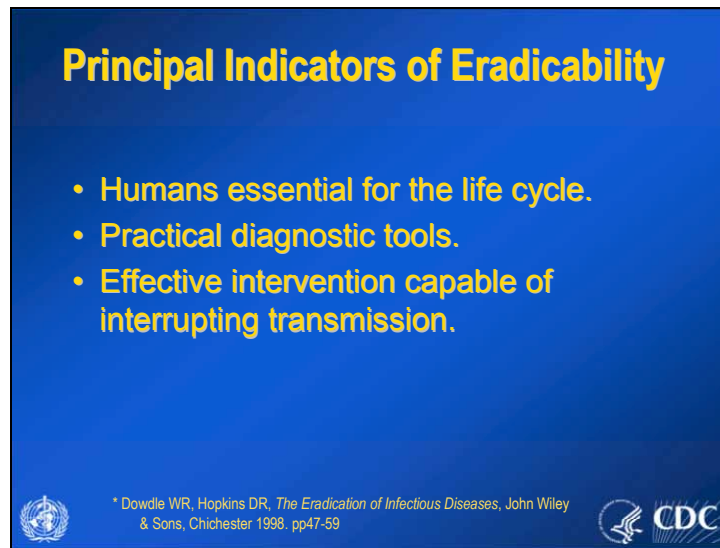 Principal Indicators of Eradicability
• Humans essential for the life cycle.
• Practical diagnostic tools.
• Effective intervention capable of
interrupting transmission.
* Dowdle WR, Hopkins DR, The Eradication of Infectious Diseases, John Wiley
& Sons, Chichester 1998. pp47-59
CDC